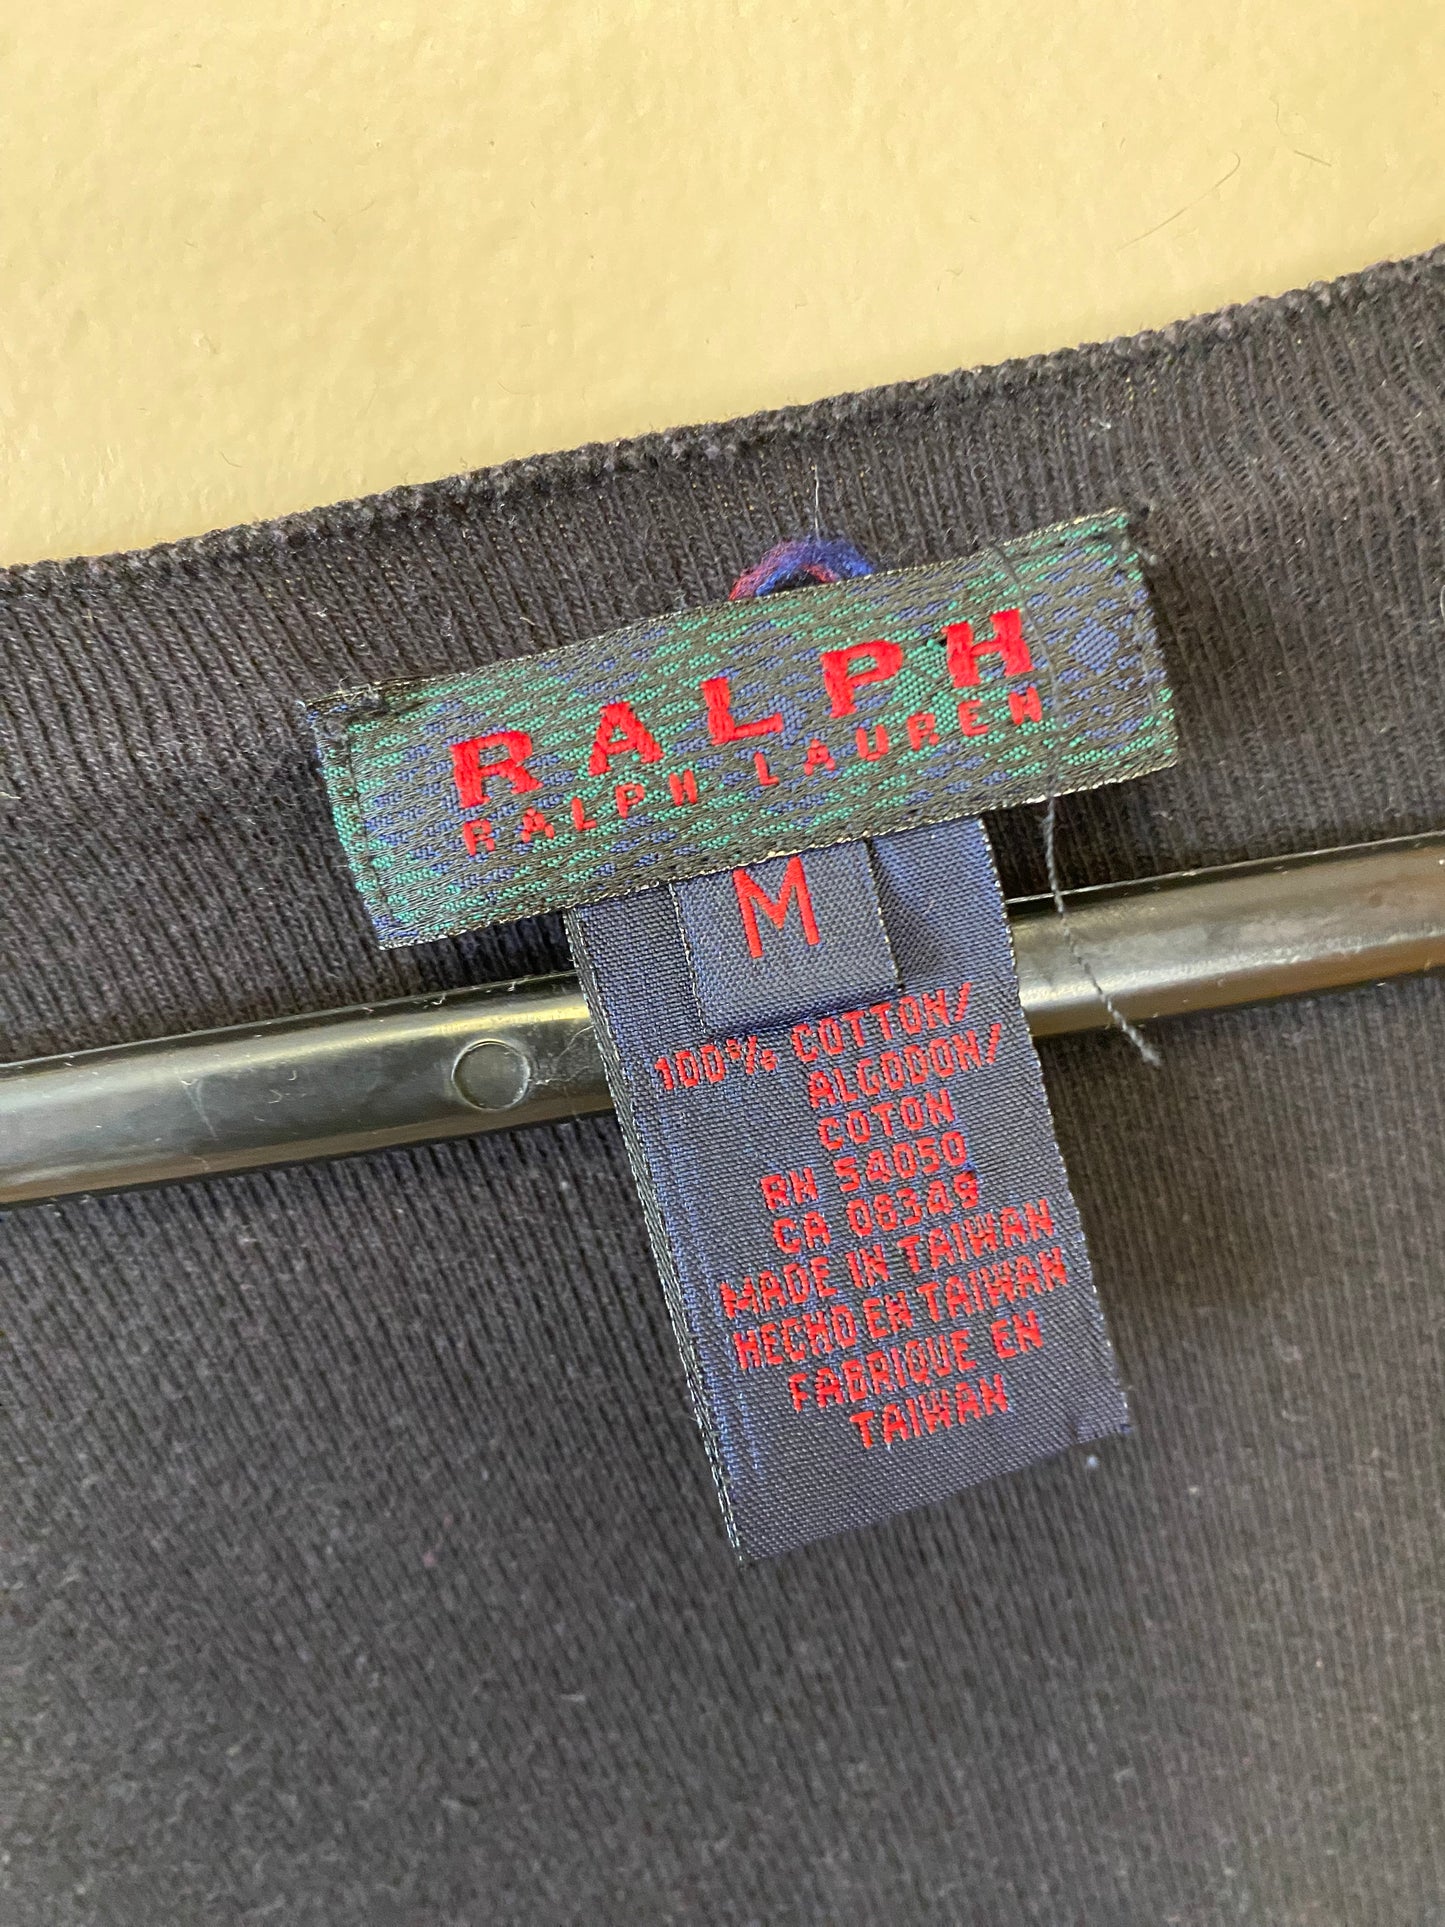 RALPH
RALPH LAUREN
M
100% COTTON/
ALGODON/
COTON
RN 54050
CA 08349
MADE IN TAIWAN
HECHO EN TAIWAN
FABRIQUE EN
TAIWAN